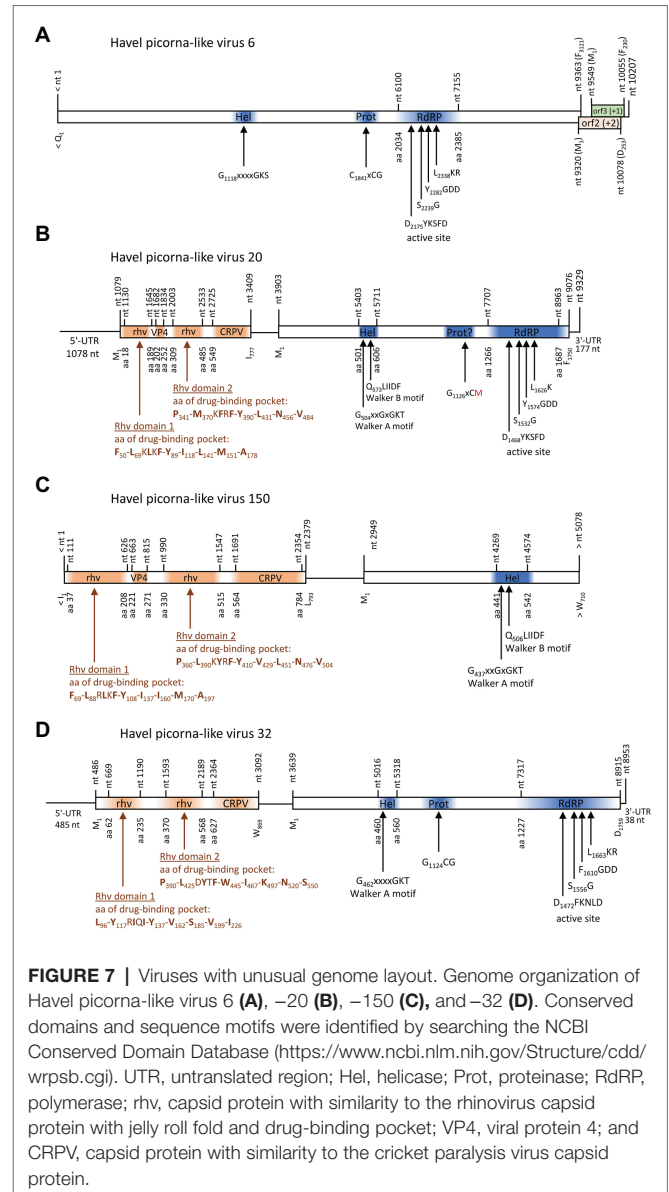 A
Havel picorna-like virus 6
< nt 1
nt 6100
nt 7155
nt 9363 (F3121)
nt 9549 (M1)
nt 10055 (F230)
nt 10207
Hel
Prot
RdRP
orf3 (+1)
orf2 (+2)
< Q1
aa 2034
aa 2385
nt 9320 (M1)
nt 10078 (D253)
G1118xxxxGKS
C1841xCG
L2338KR
Y2282GDD
S2239G
D2175YKSFD
active site
B
Havel picorna-like virus 20
nt 1079
nt 1130
nt 1645
nt 1682
nt 1834
nt 2003
nt 2533
nt 2725
nt 3409
nt 3903
nt 5403
nt 5711
nt 7707
nt 8963
nt 9076
nt 9329
5'-UTR
1078 nt
rhv
VP4
rhv
CRPV
Hel
Prot?
RdRP
3'-UTR
177 nt
M1
aa 18
aa 189
aa 202
aa 252
aa 309
aa 485
aa 549
I777
M1
aa 501
aa 606
aa 1266
aa 1687
F1750
Rhv domain 2
aa of drug-binding pocket:
P341-M370KFRF-Y390-L431-N456-V484
Rhv domain 1
aa of drug-binding pocket:
F50-L69KLKF-Y89-I118-L141-M151-A178
Q573LIIDF
Walker B motif
G504xxGxGKT
Walker A motif
G1126xCM
L1626K
Y1574GDD
S1532G
D1468YKSFD
active site
C
Havel picorna-like virus 150
< nt 1
nt 111
nt 626
nt 663
nt 815
nt 990
nt 1547
nt 1691
nt 2354
nt 2379
nt 2949
nt 4269
nt 4574
> nt 5078
rhv
VP4
rhv
CRPV
Hel
< I1
aa 37
aa 208
aa 221
aa 271
aa 330
aa 515
aa 564
aa 784
L793
M1
aa 441
aa 542
> W710
Rhv domain 2
aa of drug-binding pocket:
P360-L390KYRF-Y410-V429-L451-N476-V504
Rhv domain 1
aa of drug-binding pocket:
F69-L88RLKF-Y108-I137-I160-M170-A197
Q506LIIDF
Walker B motif
G437xxGxGKT
Walker A motif
D
Havel picorna-like virus 32
nt 486
nt 669
nt 1190
nt 1593
nt 2189
nt 2364
nt 3092
nt 3639
nt 5016
nt 5318
nt 7317
nt 8915
nt 8953
5'-UTR
485 nt
rhv
rhv
CRPV
Hel
Prot
RdRP
3'-UTR
38 nt
M1
aa 62
aa 235
aa 370
aa 568
aa 627
W869
M1
aa 460
aa 560
aa 1227
D1759
Rhv domain 2
aa of drug-binding pocket:
P390-L425DYTF-W445-I467-K497-N520-S550
Rhv domain 1
aa of drug-binding pocket:
L96-Y117RIQI-Y137-V162-S185-V199-I226
G462xxxxGKT
Walker A motif
G1124CG
L1663KR
F1610GDD
S1556G
D1472FKNLD
active site
FIGURE 7 | Viruses with unusual genome layout. Genome organization of
Havel picorna-like virus 6 (A), −20 (B), −150 (C), and −32 (D). Conserved
domains and sequence motifs were identified by searching the NCBI
Conserved Domain Database (https://www.ncbi.nlm.nih.gov/Structure/cdd/
wrpsb.cgi). UTR, untranslated region; Hel, helicase; Prot, proteinase; RdRP,
polymerase; rhv, capsid protein with similarity to the rhinovirus capsid
protein with jelly roll fold and drug-binding pocket; VP4, viral protein 4; and
CRPV, capsid protein with similarity to the cricket paralysis virus capsid
protein.